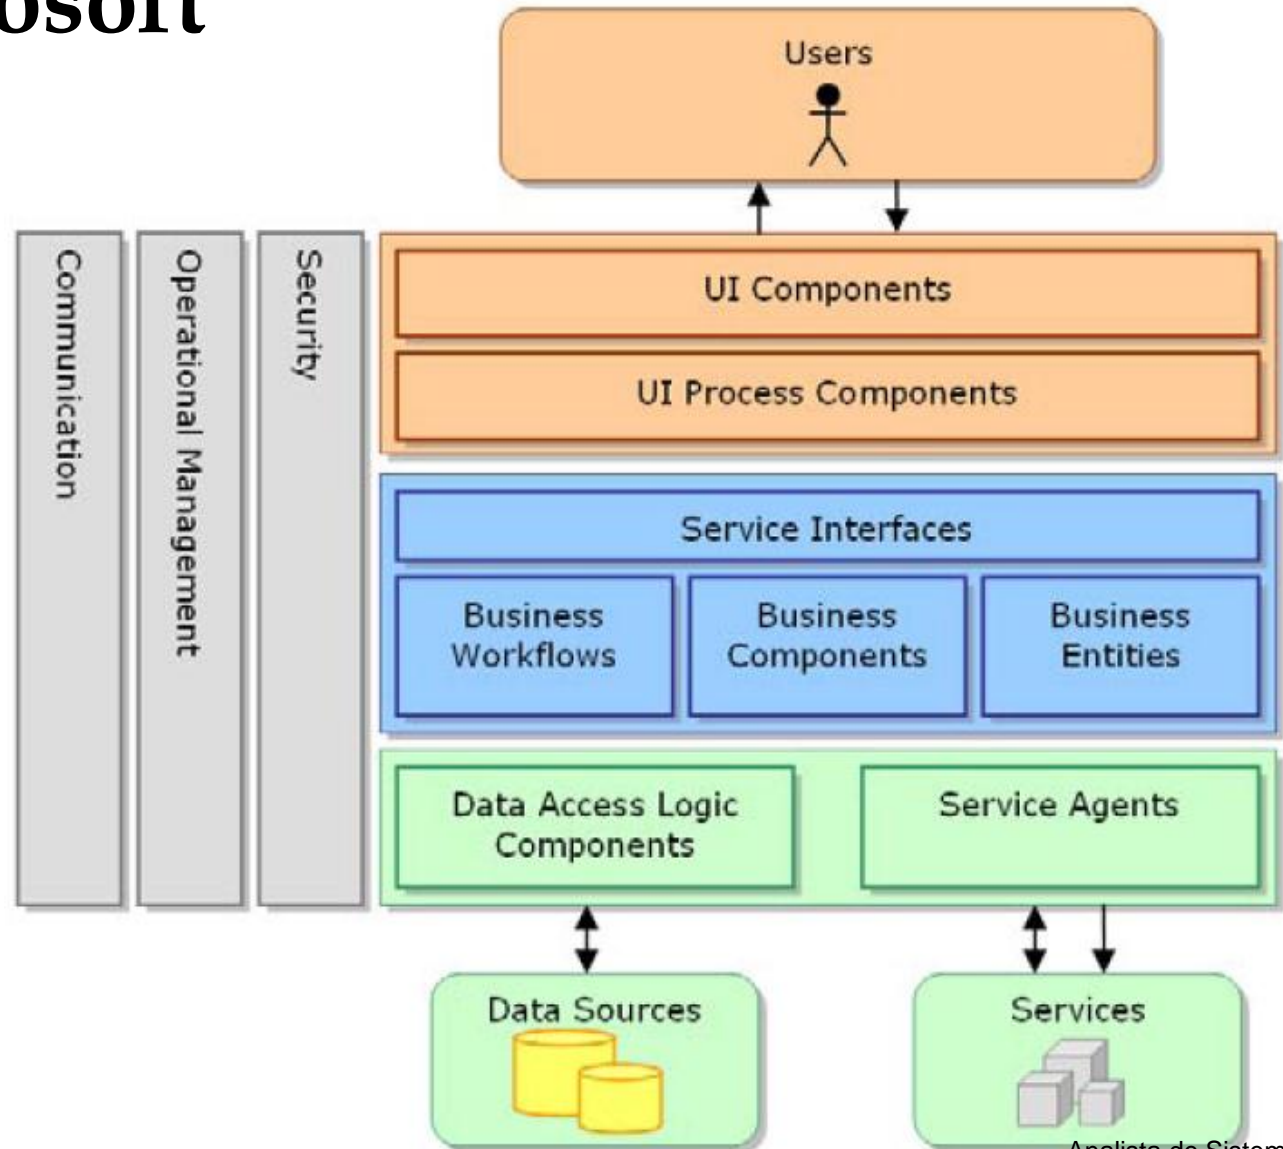 osoft
Users
Communication
Operational Management
Security
UI Components
UI Process Components
Service Interfaces
Business
Workflows
Business
Components
Business
Entities
Data Access Logic
Components
Service Agents
Data Sources
Services